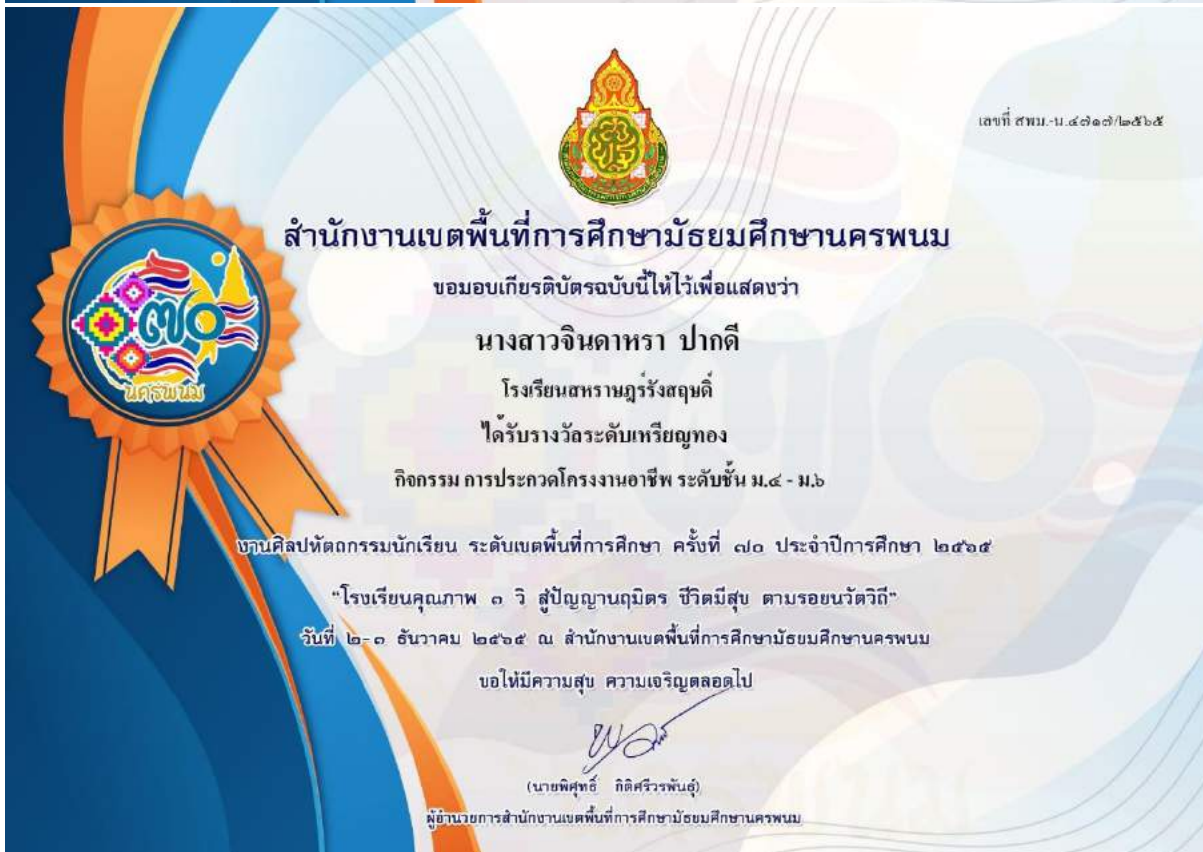 เลขที่ สพม.-น.๔๗๑๗/๒๕๖๕
สำนักงานเขตพื้นที่การศึกษามัธยมศึกษานครพนม
ขอมอบเกียรติบัตรฉบับนี้ให้ไว้เพื่อแสดงว่า
นางสาวจินดาหรา ปากดี
โรงเรียนสหราษฎร์รังสฤษดิ์
ได้รับรางวัลระดับเหรียญทอง
กิจกรรม การประกวดโครงงานอาชีพ ระดับชั้น ม.๔ - ม.๖
๗๐
นครพนม
งานศิลปหัตถกรรมนักเรียน ระดับเขตพื้นที่การศึกษา ครั้งที่ ๗๐ ประจำปีการศึกษา ๒๕๖๕
"โรงเรียนคุณภาพ ๓ วิ สู่ปัญญานฤมิตร ชีวิตมีสุข ตามรอยนวัตวิถี"
วันที่ ๒-๓ ธันวาคม ๒๕๖๕ ณ สำนักงานเขตพื้นที่การศึกษามัธยมศึกษานครพนม
ขอให้มีความสุข ความเจริญตลอดไป
(นายพิศุทธิ์ กิติศรีวรพันธุ์)
ผู้อำนวยการสำนักงานเขตพื้นที่การศึกษามัธยมศึกษานครพนม